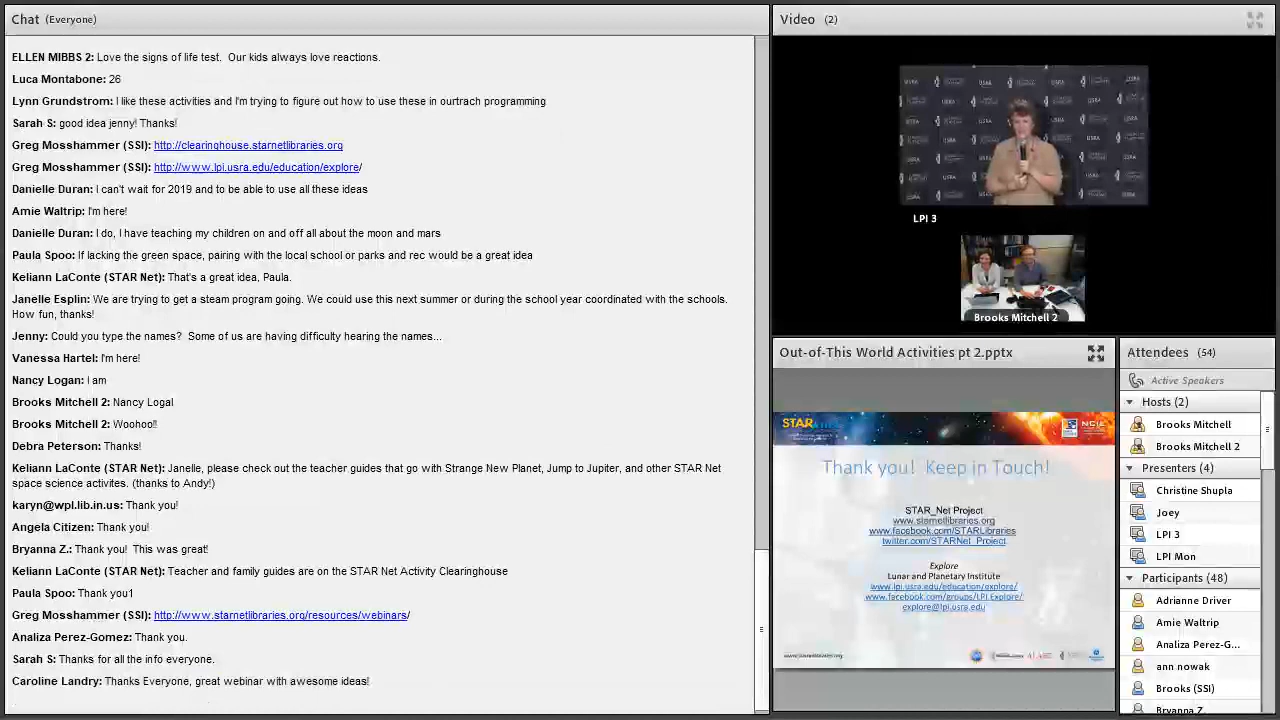 Chat (Everyone)
ELLEN MIBBS 2: Love the signs of life test. Our kids always love reactions.
Luca Montabone: 26
Lynn Grundstrom: I like these activities and I'm trying to figure out how to use these in ourtrach programming
Sarah S: good idea jenny! Thanks!
Greg Mosshammer (SSI): http://clearinghouse.starnetlibraries.org
Greg Mosshammer (SSI): http://www.lpi.usra.edu/education/explore/
Danielle Duran: I can't wait for 2019 and to be able to use all these ideas
Amie Waltrip: I'm here!
Danielle Duran: I do, I have teaching my children on and off all about the moon and mars
Paula Spoo: If lacking the green space, pairing with the local school or parks and rec would be a great idea
Keliann LaConte (STAR Net): That's a great idea, Paula.
Janelle Esplin: We are trying to get a steam program going. We could use this next summer or during the school year coordinated with the schools.
How fun, thanks!
Jenny: Could you type the names? Some of us are having difficulty hearing the names...
Vanessa Hartel: I'm here!
Nancy Logan: I am
Brooks Mitchell 2: Nancy Logal
Brooks Mitchell 2: Woohoo!!
Debra Peterson: Thanks!
Keliann LaConte (STAR Net): Janelle, please check out the teacher guides that go with Strange New Planet, Jump to Jupiter, and other STAR Net
space science activites. (thanks to Andy!)
karyn@wpl.lib.in.us: Thank you!
Angela Citizen: Thank you!
Bryanna Z.: Thank you! This was great!
Keliann LaConte (STAR Net): Teacher and family guides are on the STAR Net Activity Clearinghouse
Paula Spoo: Thank you1
Greg Mosshammer (SSI): http://www.starnetlibraries.org/resources/webinars/
Analiza Perez-Gomez: Thank you.
Sarah S: Thanks for all the info everyone.
Caroline Landry: Thanks Everyone, great webinar with awesome ideas!
Video (2)
USRA
LPI 3
Brooks Mitchell 2
Out-of-This World Activities pt 2.pptx
STAR
NCIL
Thank you! Keep in Touch!
STAR_Net Project
www.starnetlibraries.org
www.facebook.com/STARLibraries
twitter.com/STARNet_Project
Explore
Lunar and Planetary Institute
www.lpi.usra.edu/education/explore/
www.facebook.com/groups/LPI.Explore/
explore@lpi.usra.edu
www.starnetlibraries.org
Attendees (54)
Active Speakers
Hosts (2)
Brooks Mitchell
Brooks Mitchell 2
Presenters (4)
Christine Shupla
Joey
LPI 3
LPI Mon
Participants (48)
Adrianne Driver
Amie Waltrip
Analiza Perez-G...
ann nowak
Brooks (SSI)
Bryanna Z.